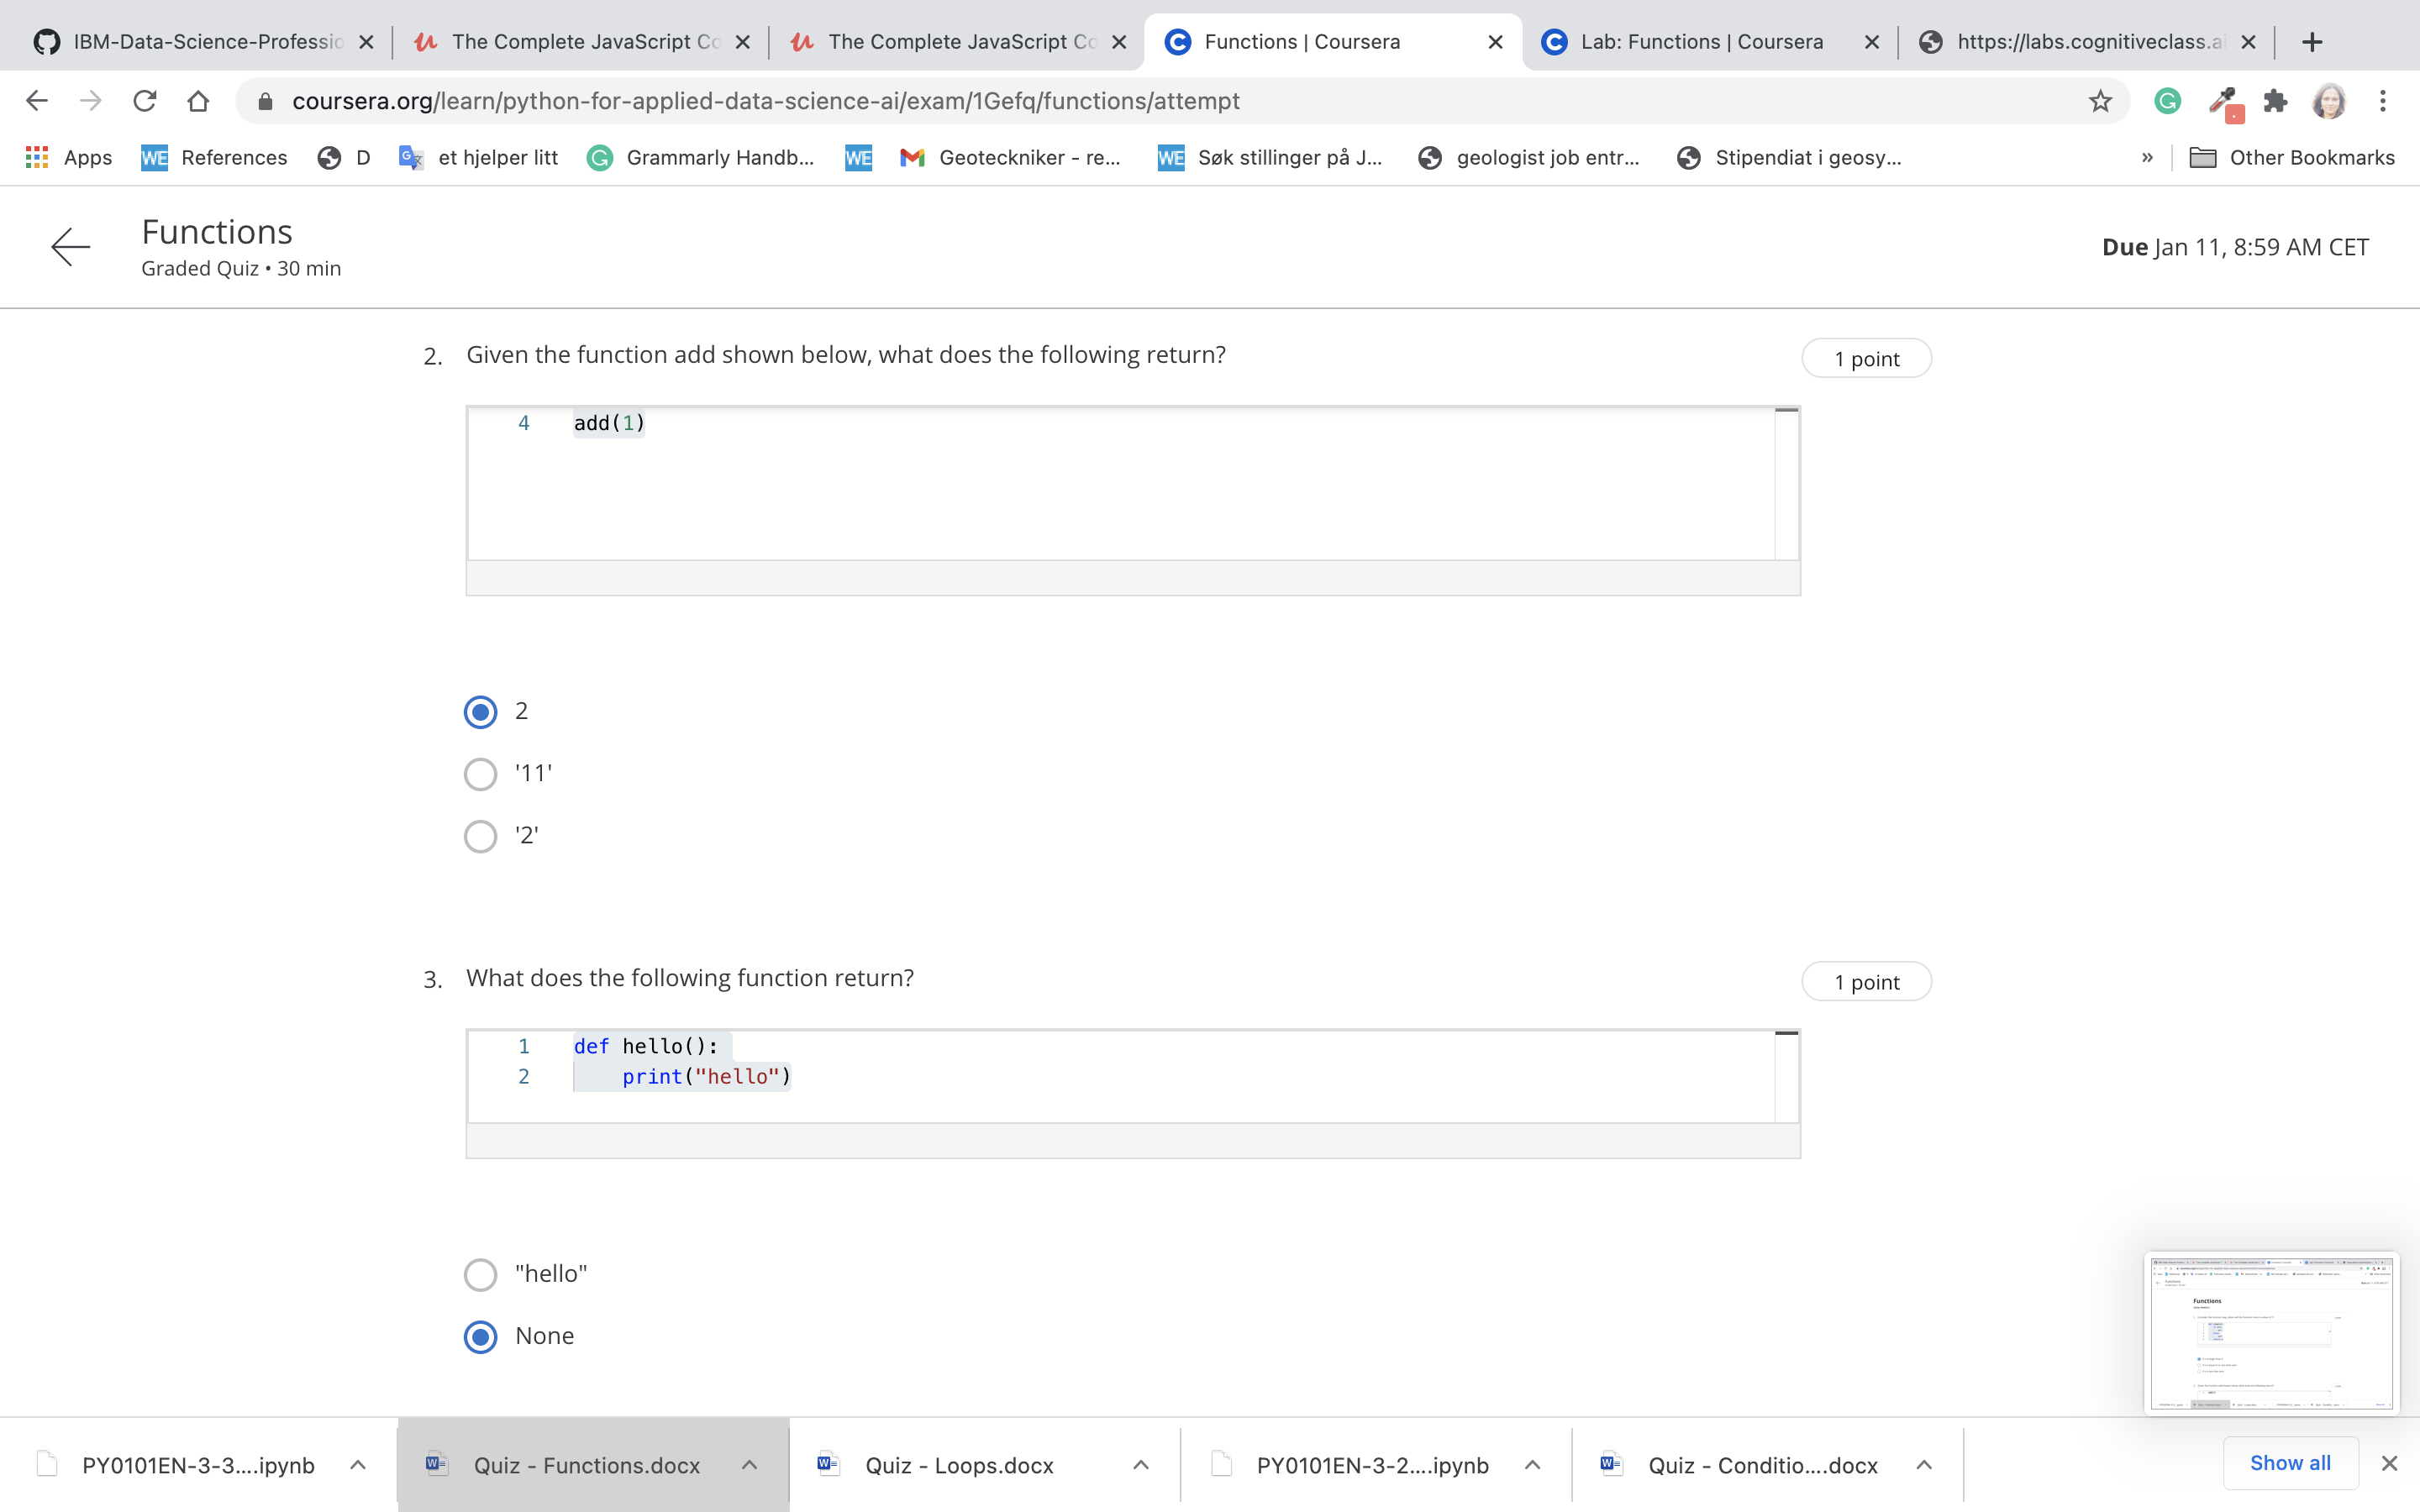 IBM-Data-Science-Professio
The Complete JavaScript Co
The Complete JavaScript Co
Functions | Coursera
Lab: Functions | Coursera
https://labs.cognitiveclass.ai
coursera.org/learn/python-for-applied-data-science-ai/exam/1Gefq/functions/attempt
Apps
WE References
D
et hjelper litt
Grammarly Handb...
WE
Geoteckniker - re...
WE Søk stillinger på J...
geologist job entr...
Stipendiat i geosy...
» Other Bookmarks
Functions
Graded Quiz • 30 min
Due Jan 11, 8:59 AM CET
2. Given the function add shown below, what does the following return?
1 point
4 add(1)
2
'11'
'2'
3. What does the following function return?
1 point
1 def hello():
2 print("hello")
"hello"
None
Functions
PY0101EN-3-3....ipynb
Quiz - Functions.docx
Quiz - Loops.docx
PY0101EN-3-2....ipynb
Quiz - Conditio....docx
Show all